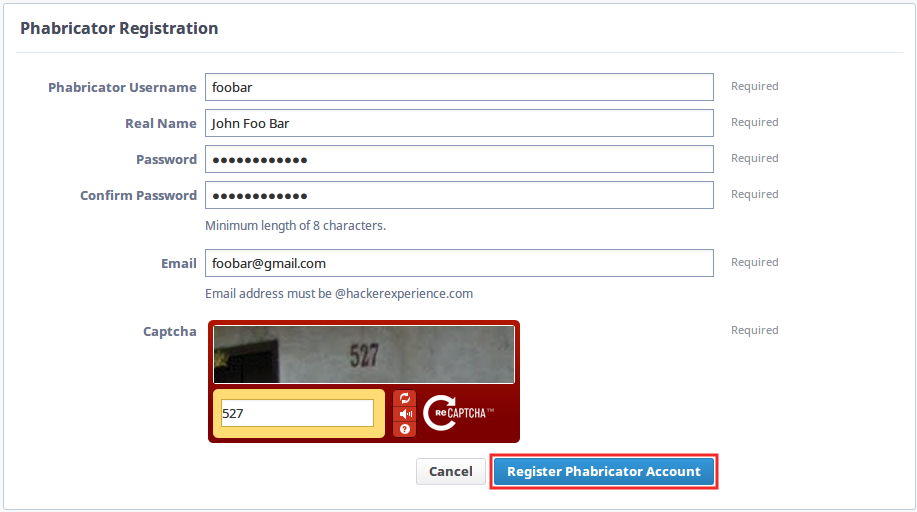 Phabricator Registration
Phabricator Username foobar Required
Real Name John Foo Bar Required
Password ●●●●●●●●●●●● Required
Confirm Password ●●●●●●●●●●●● Required
Minimum length of 8 characters.
Email foobar@gmail.com Required
Email address must be @hackerexperience.com
Captcha Required
527
527
? reCAPTCHA™
Cancel Register Phabricator Account